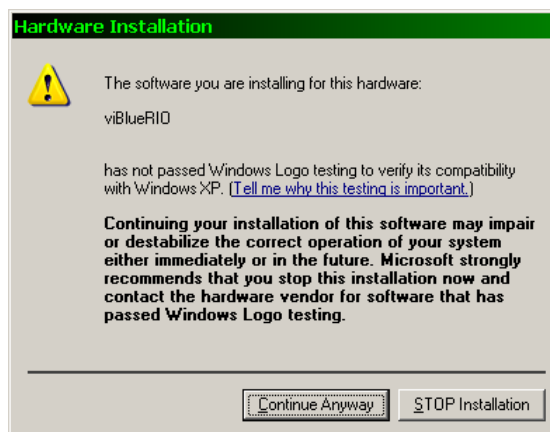 Hardware Installation
The software you are installing for this hardware:
viBlueRIO
has not passed Windows Logo testing to verify its compatibility
with Windows XP. (Tell me why this testing is important.)
Continuing your installation of this software may impair
or destabilize the correct operation of your system
either immediately or in the future. Microsoft strongly
recommends that you stop this installation now and
contact the hardware vendor for software that has
passed Windows Logo testing.
Continue Anyway
STOP Installation